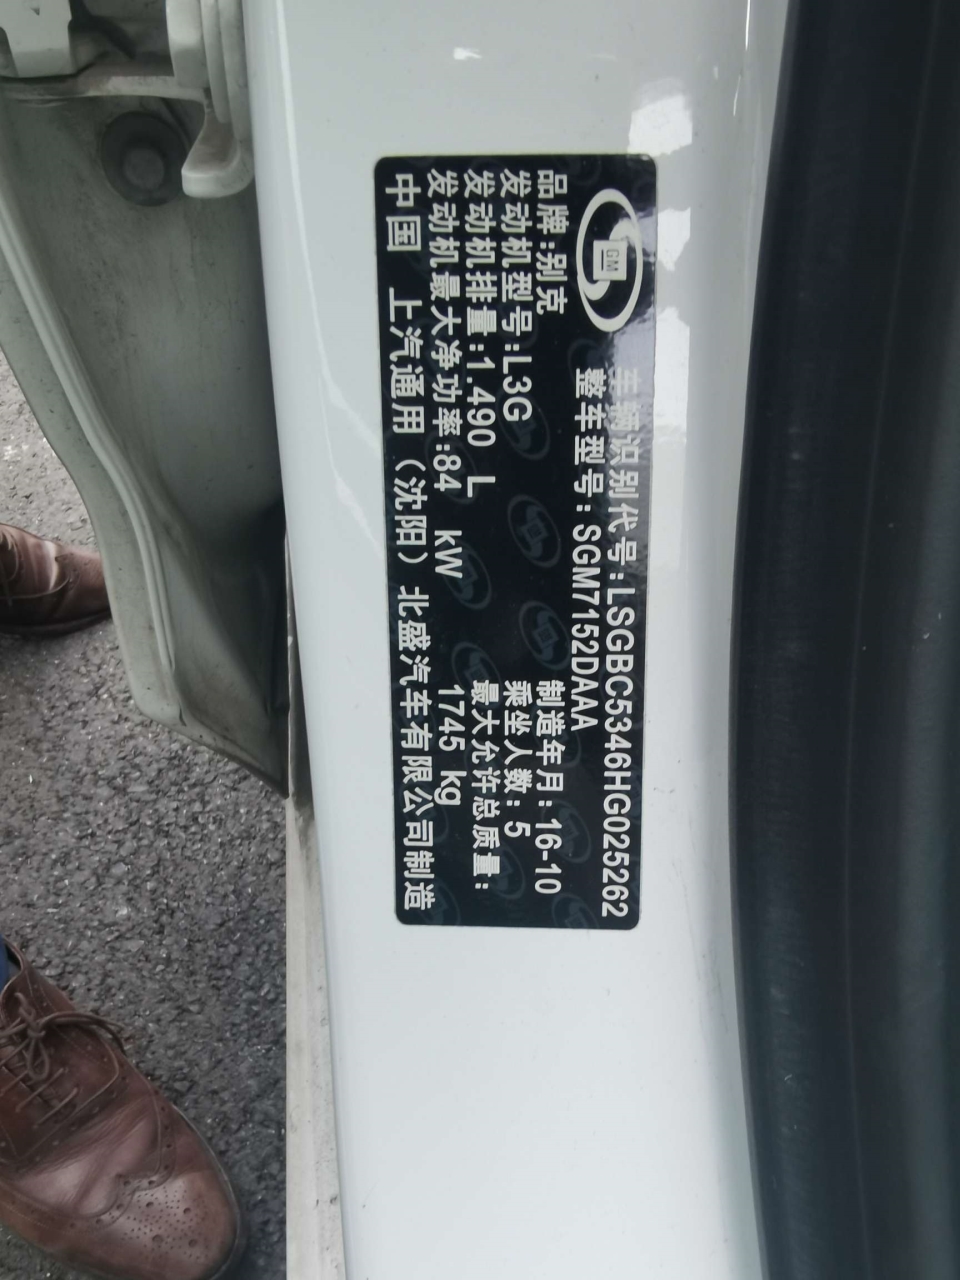 GM
车辆识别代号:LSGBC5346HG025262
整车型号:SGM7152DAAA
品牌:别克
制造年月:16-10
发动机型号:L3G
乘坐人数:5
发动机排量:1.490 L
最大允许总质量:
发动机最大净功率:84 kW
1745 kg
中国 上汽通用（沈阳）北盛汽车有限公司制造